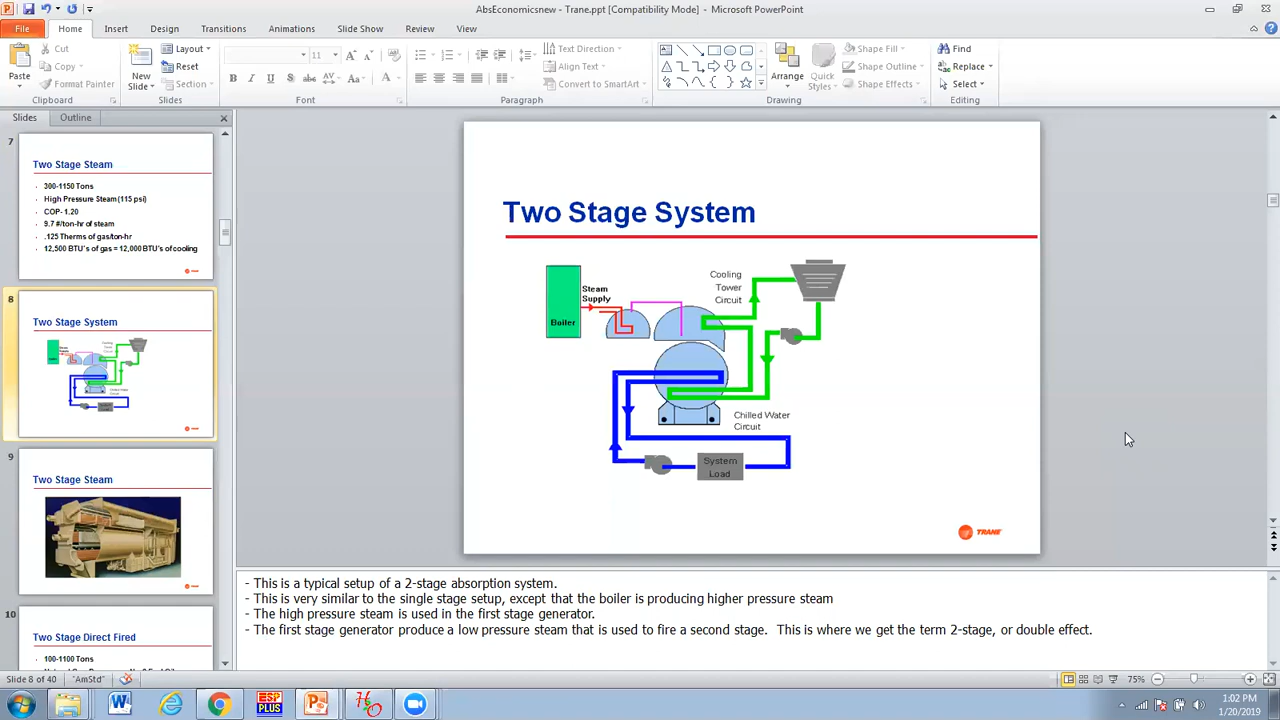 AbsEconomicsnew - Trane.ppt [Compatibility Mode] - Microsoft PowerPoint
File Home Insert Design Transitions Animations Slide Show Review View
Paste
Cut
Copy
Format Painter
Clipboard
New
Slide
Layout
Reset
Section
Slides
11
B I U S abc AV Aa A
Font
Paragraph
Text Direction
Align Text
Convert to SmartArt
Arrange
Quick
Styles
Shape Fill
Shape Outline
Shape Effects
Drawing
Find
Replace
Select
Editing
Slides Outline
7
Two Stage Steam
· 300-1150 Tons
· High Pressure Steam (115 psi)
· COP- 1.20
· 9.7 #/ton-hr of steam
· .125 Therms of gas/ton-hr
· 12,500 BTU's of gas = 12,000 BTU's of cooling
8
Two Stage System
9
Two Stage Steam
10
Two Stage Direct Fired
· 100-1100 Tons
Two Stage System
Boiler
Steam
Supply
Cooling
Tower
Circuit
Chilled Water
Circuit
System
Load
TRANE
- This is a typical setup of a 2-stage absorption system.
- This is very similar to the single stage setup, except that the boiler is producing higher pressure steam
- The high pressure steam is used in the first stage generator.
- The first stage generator produce a low pressure steam that is used to fire a second stage. This is where we get the term 2-stage, or double effect.
Slide 8 of 40 "AmStd" 75%
ESP
PLUS
1:02 PM
1/20/2019